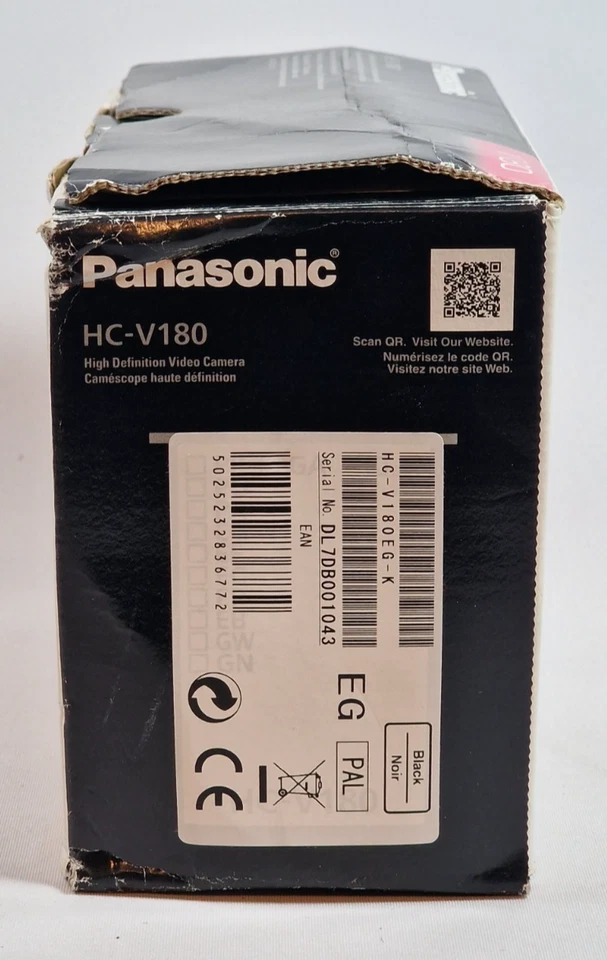 Panasonic®
HC-V180
High Definition Video Camera
Caméscope haute définition
Scan QR. Visit Our Website.
Numérisez le code QR.
Visitez notre site Web.
HC-V180EG-K
Serial No. DL7DB001043
EAN
5025232836772
EG
PAL
Black
Noir
CE
GW
GN